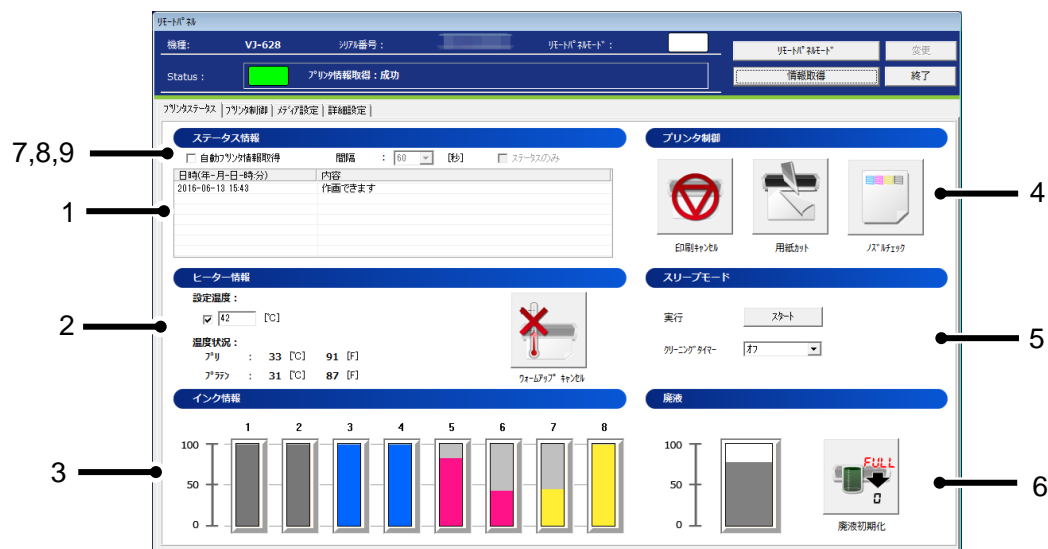 リモートパネル
機種: VJ-628 シリアル番号: リモートパネルモード: リモートパネルモード 変更
Status: プリンタ情報取得:成功 情報取得 終了
プリンタステータス プリンタ制御 メディア設定 詳細設定
ステータス情報 プリンタ制御
7,8,9
自動プリンタ情報取得 間隔 : 60 [秒] ステータスのみ
日時(年-月-日-時:分) 内容
2016-06-13 15:43 作画できます
1
4
印刷キャンセル 用紙カット ノズルチェック
ヒーター情報 スリープモード
設定温度:
42 [℃]
実行 スタート
2
5
温度状況:
プリ : 33 [℃] 91 [F]
プラテン : 31 [℃] 87 [F]
ウォームアップ キャンセル
クリーニングタイマー オフ
インク情報 廃液
1 2 3 4 5 6 7 8
100 100
3
50 50
0 0
FULL
0
6
廃液初期化